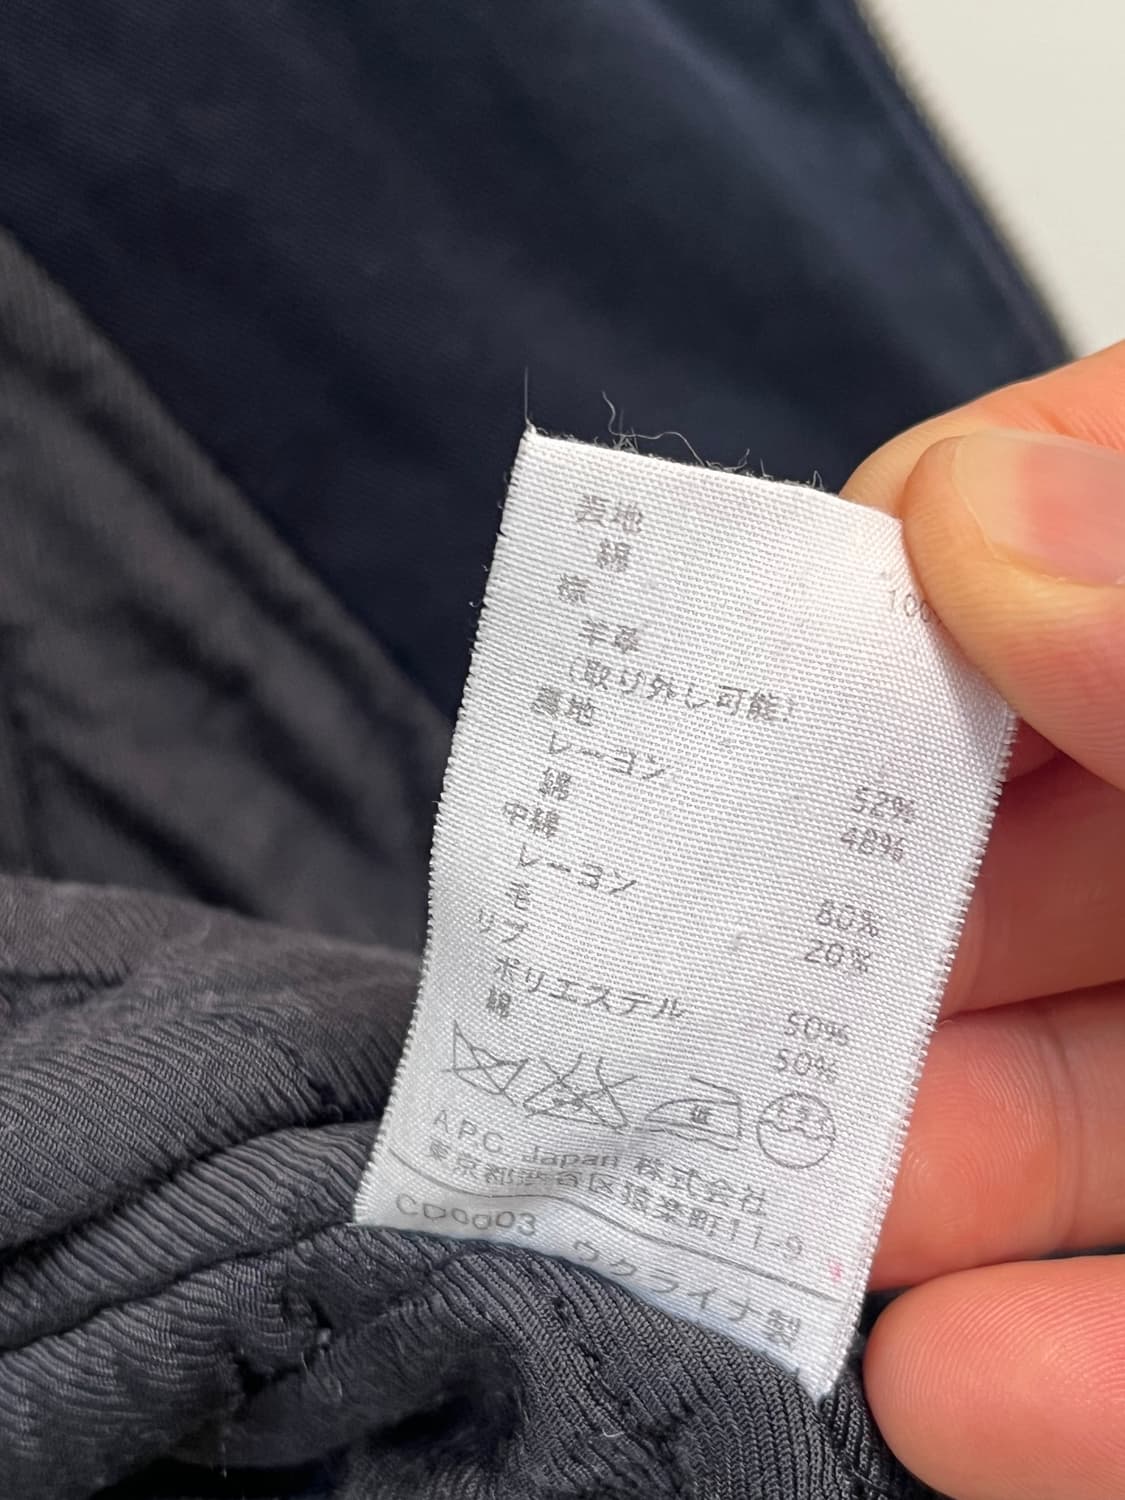 表地
綿 100
襟
羊革
(取り外し可能)
裏地
レーヨン 52%
綿 48%
中綿
レーヨン 80%
毛 20%
リブ
ポリエステル 50%
綿 50%
A.P.C. Japan 株式会社
東京都渋谷区猿楽町11-9
CD0003 ウクライナ製